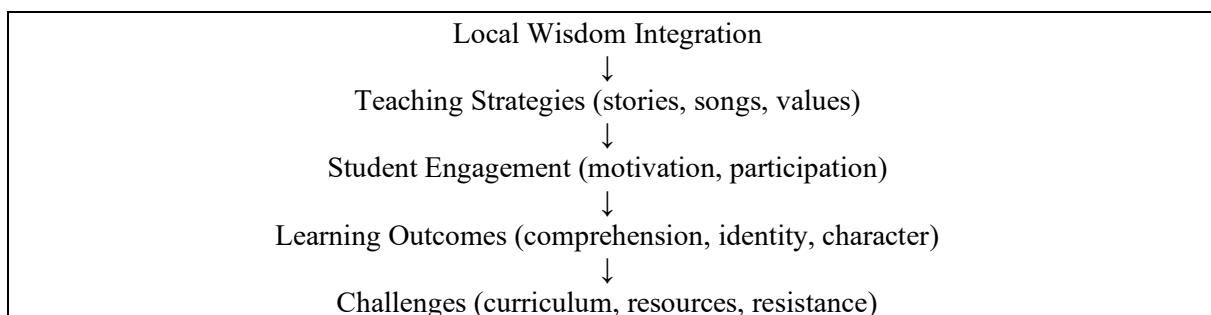 Local Wisdom Integration
↓
Teaching Strategies (stories, songs, values)
↓
Student Engagement (motivation, participation)
↓
Learning Outcomes (comprehension, identity, character)
↓
Challenges (curriculum, resources, resistance)